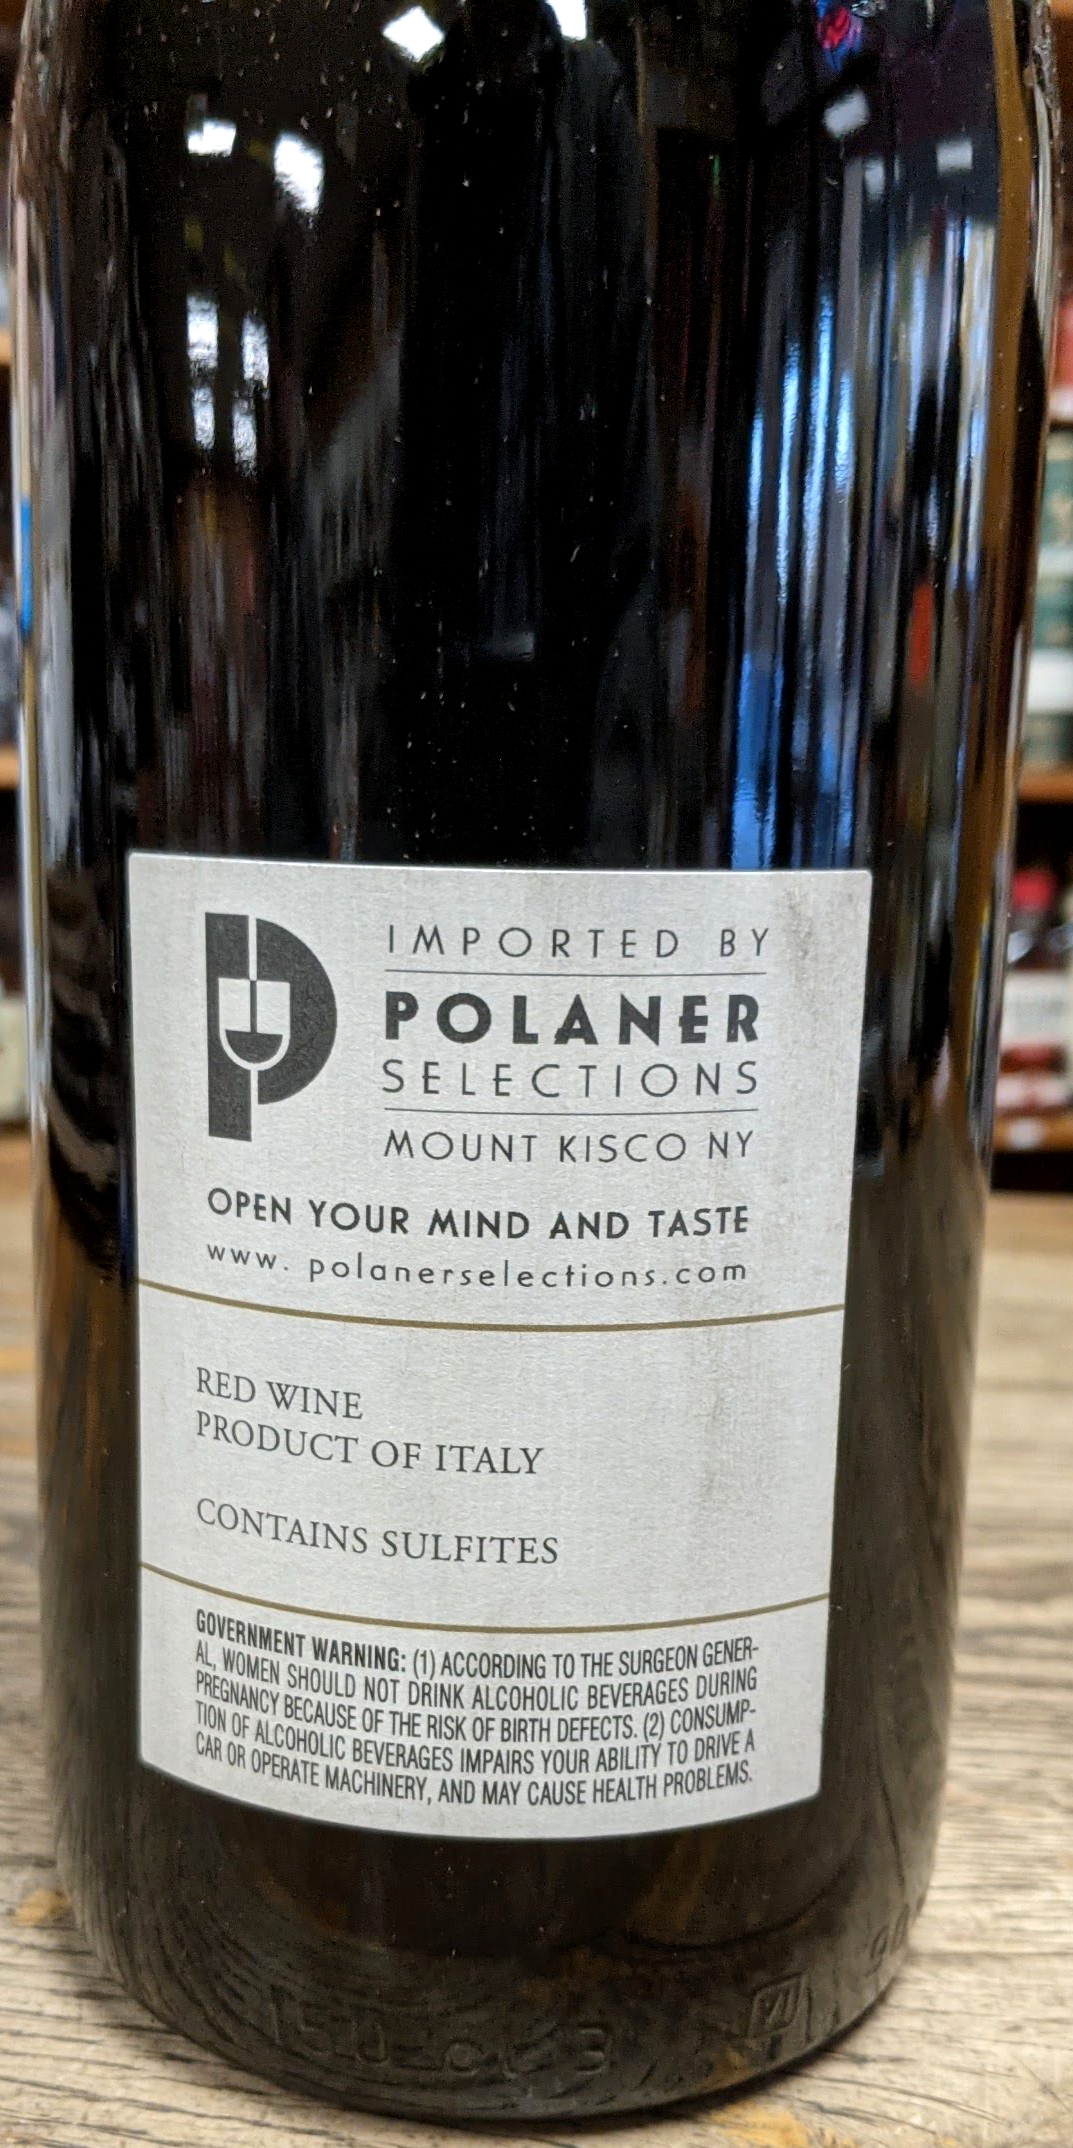 IMPORTED BY
POLANER
SELECTIONS
MOUNT KISCO NY
OPEN YOUR MIND AND TASTE
www. polanerselections.com
RED WINE
PRODUCT OF ITALY
CONTAINS SULFITES
GOVERNMENT WARNING: (1) ACCORDING TO THE SURGEON GENER-
AL, WOMEN SHOULD NOT DRINK ALCOHOLIC BEVERAGES DURING
PREGNANCY BECAUSE OF THE RISK OF BIRTH DEFECTS. (2) CONSUMP-
TION OF ALCOHOLIC BEVERAGES IMPAIRS YOUR ABILITY TO DRIVE A
CAR OR OPERATE MACHINERY, AND MAY CAUSE HEALTH PROBLEMS.